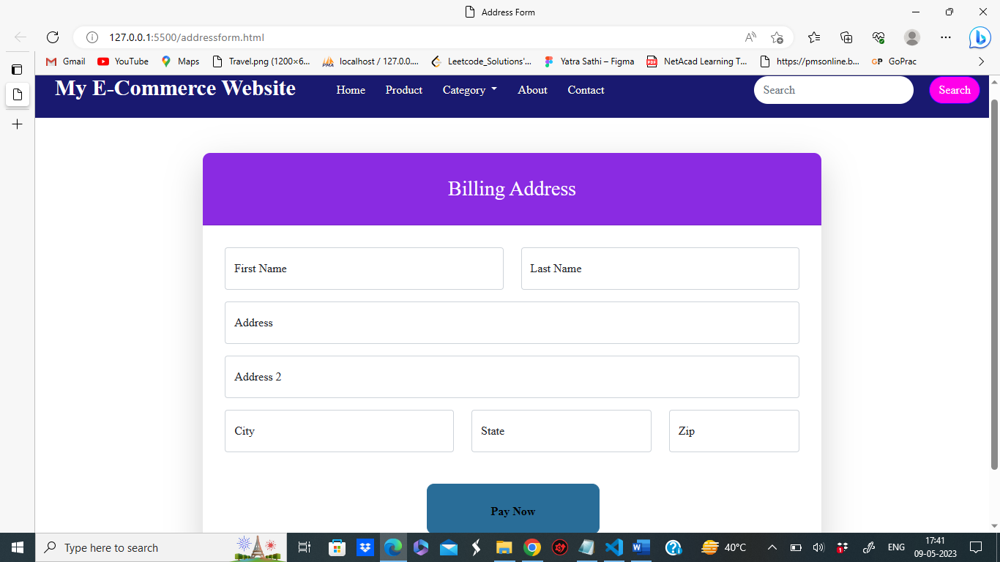 Address Form
127.0.0.1:5500/addressform.html
Gmail YouTube Maps Travel.png (1200×6... localhost / 127.0.0.... Leetcode_Solutions'... Yatra Sathi – Figma NetAcad Learning T... https://pmsonline.b... GP GoPrac
My E-Commerce Website Home Product Category About Contact Search Search
Billing Address
First Name Last Name
Address
Address 2
City State Zip
Pay Now
Type here to search 40°C ENG 17:41
09-05-2023